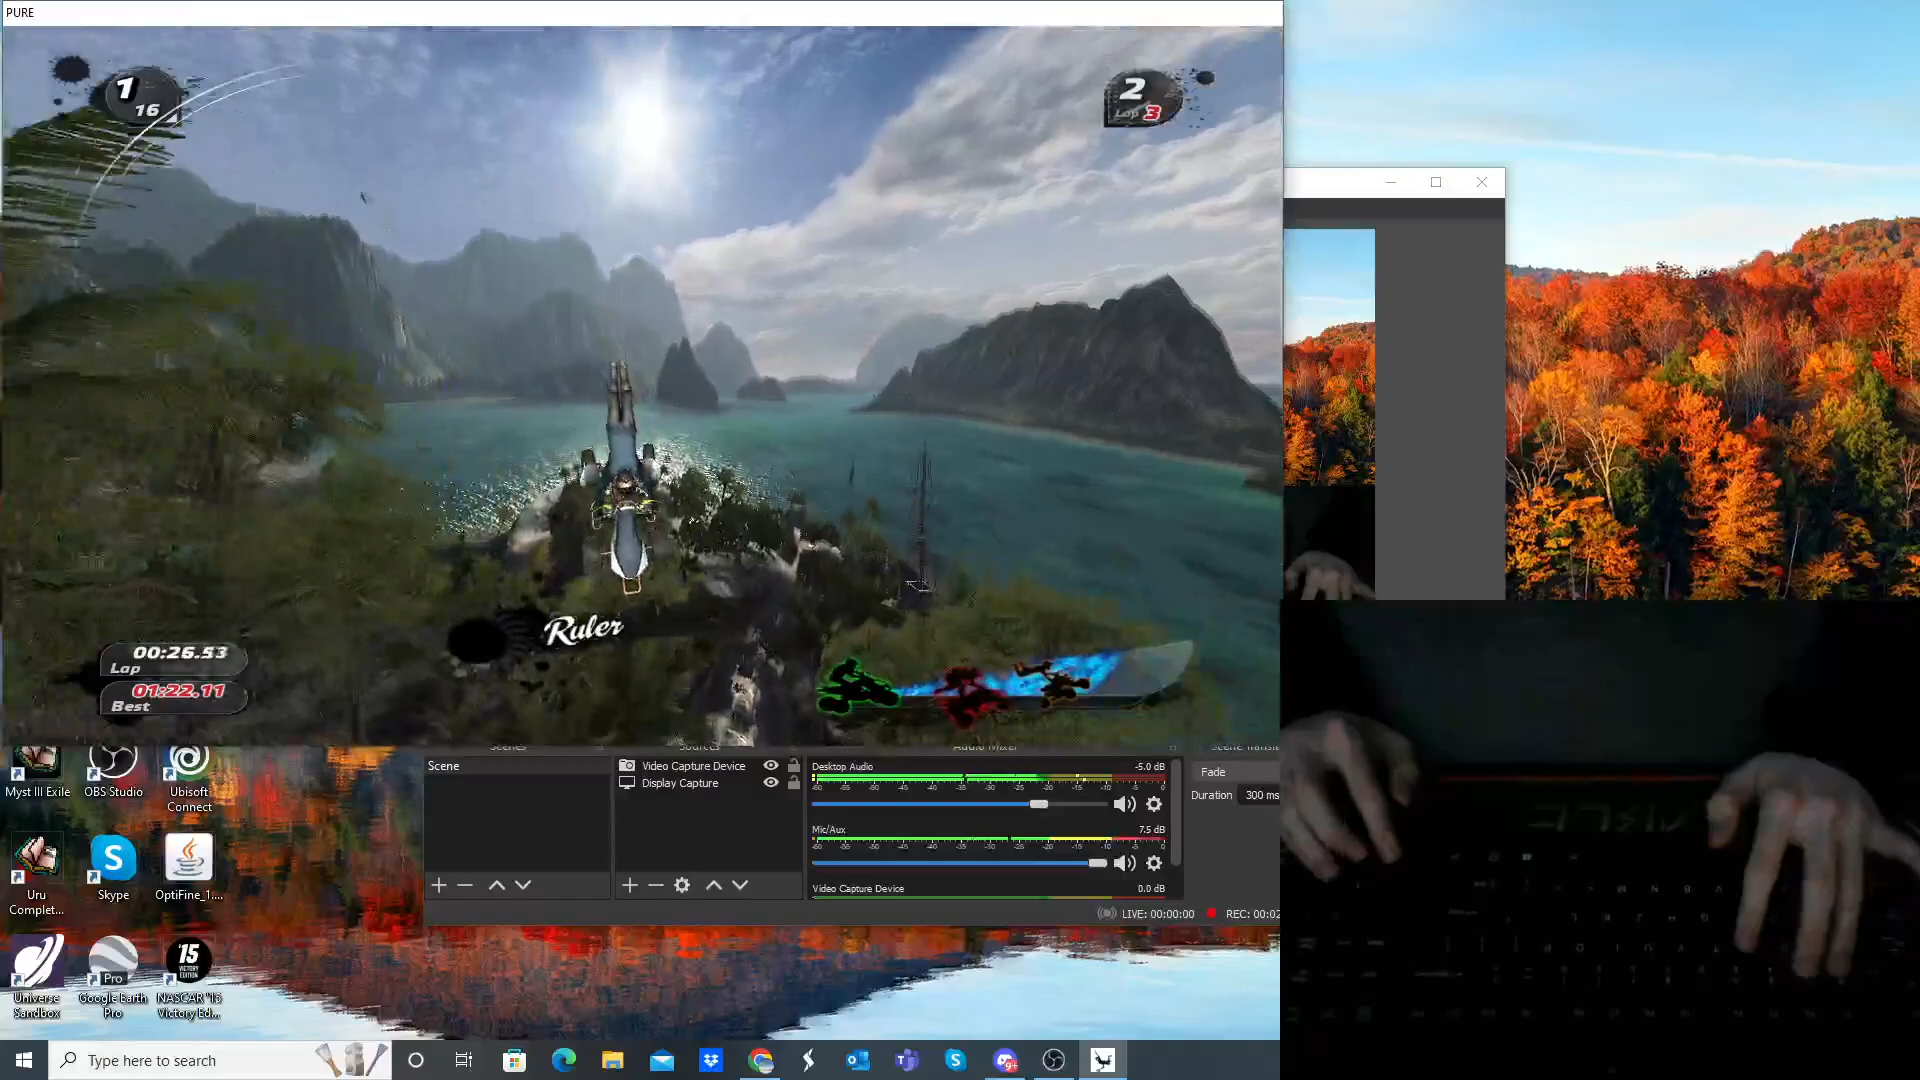 PURE
1
16
2
Lap 3
Ruler
00:26.53
Lap
01:22.11
Best
Scene
Video Capture Device
Display Capture
Desktop Audio
-5.0 dB
Mic/Aux
7.5 dB
Video Capture Device
0.0 dB
Fade
Duration
300 ms
LIVE: 00:00:00
REC: 00:02
Myst III Exile
OBS Studio
Ubisoft
Connect
Uru
Complet...
Skype
OptiFine_1....
Universe
Sandbox
Google Earth
Pro
NASCAR '15
Victory Ed...
Type here to search